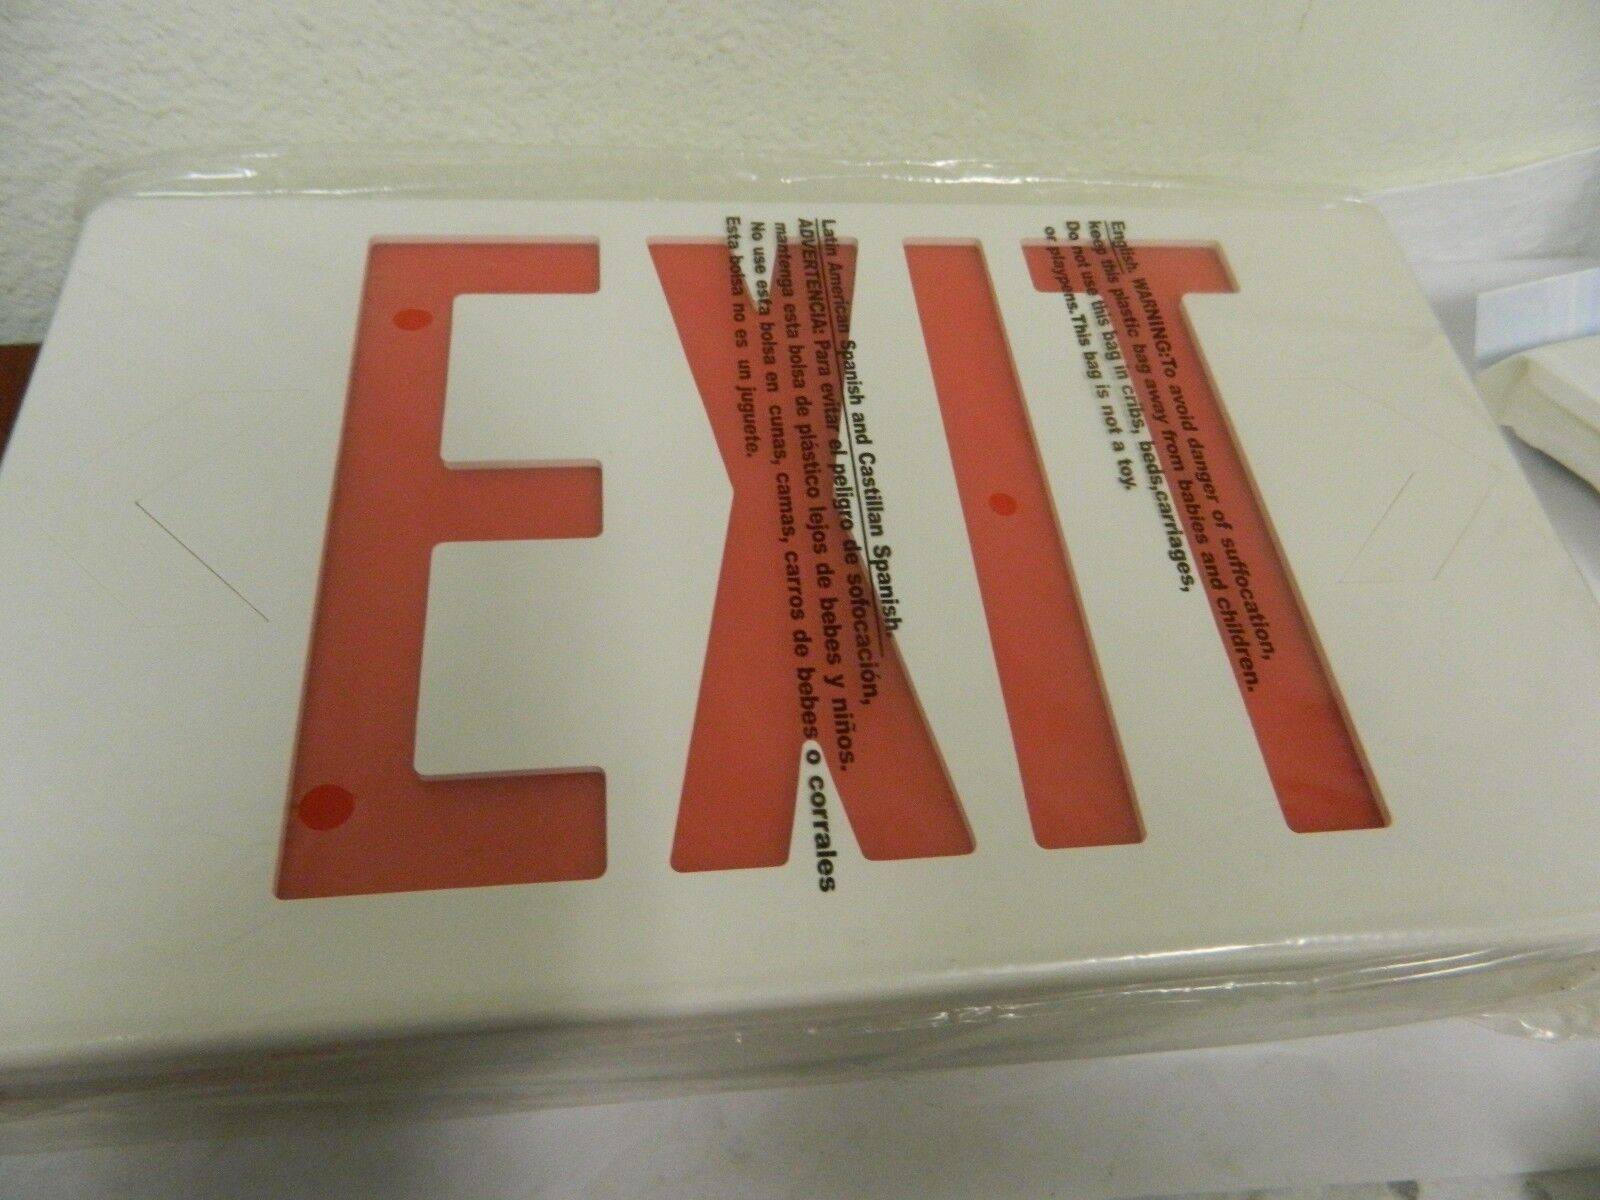 EXIT
English. WARNING:To avoid danger of suffocation,
keep this plastic bag away from babies and children.
Do not use this bag in cribs, beds,carriages,
or playpens.This bag is not a toy.
Latin American Spanish and Castillan Spanish.
ADVERTENCIA: Para evitar el peligro de sofocación,
mantenga esta bolsa de plástico lejos de bebes y niños.
No use esta bolsa en cunas, camas, carros de bebes o corrales
Esta bolsa no es un juguete.